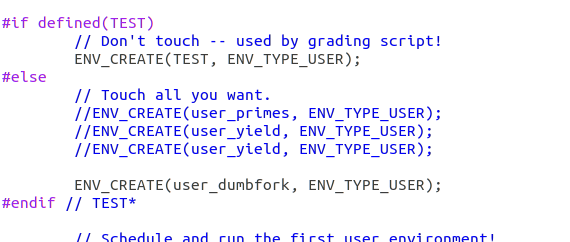 #if defined(TEST)
// Don't touch -- used by grading script!
ENV_CREATE(TEST, ENV_TYPE_USER);
#else
// Touch all you want.
//ENV_CREATE(user_primes, ENV_TYPE_USER);
//ENV_CREATE(user_yield, ENV_TYPE_USER);
//ENV_CREATE(user_yield, ENV_TYPE_USER);
ENV_CREATE(user_dumbfork, ENV_TYPE_USER);
#endif // TEST*
// Schedule and run the first user environment!